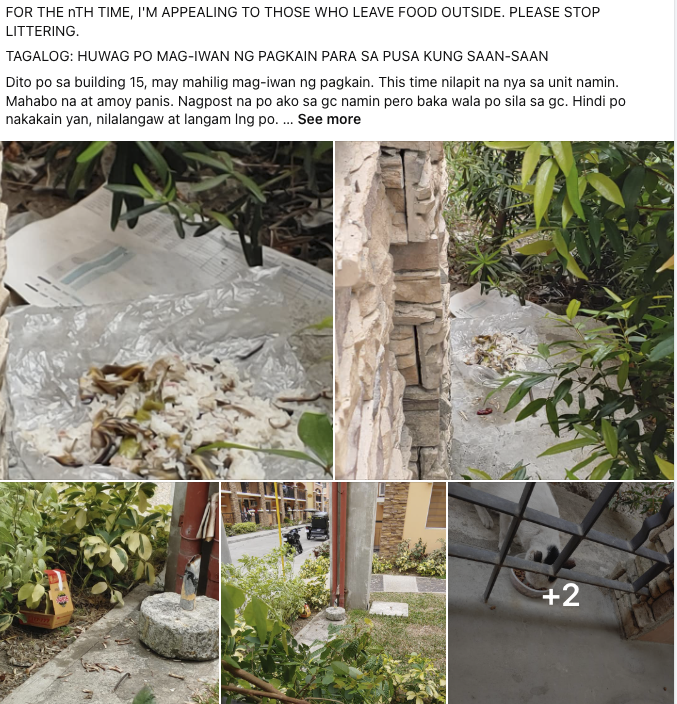 FOR THE nTH TIME, I'M APPEALING TO THOSE WHO LEAVE FOOD OUTSIDE. PLEASE STOP
LITTERING.
TAGALOG: HUWAG PO MAG-IWAN NG PAGKAIN PARA SA PUSA KUNG SAAN-SAAN
Dito po sa building 15, may mahilig mag-iwan ng pagkain. This time nilapit na nya sa unit namin.
Mahabo na at amoy panis. Nagpost na po ako sa gc namin pero baka wala po sila sa gc. Hindi po
nakakain yan, nilalangaw at langam lng po. ... See more
+2